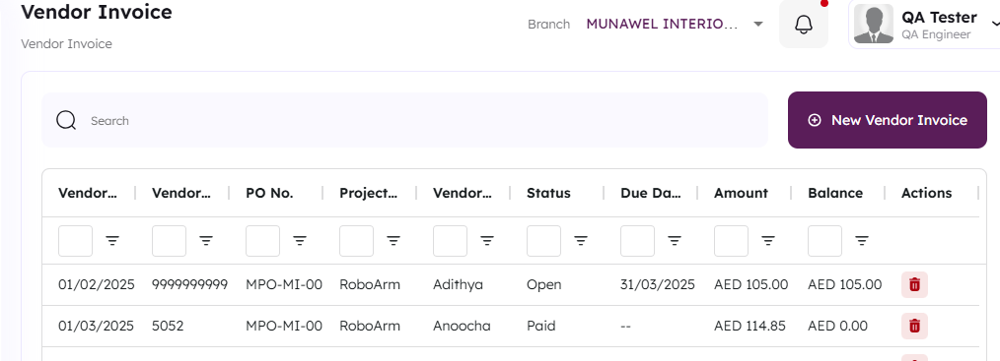 Vendor Invoice
Vendor Invoice
Branch MUNAWEL INTERIO...
QA Tester
QA Engineer
Search
New Vendor Invoice
Vendor... Vendor... PO No. Project... Vendor... Status Due Da... Amount Balance Actions
01/02/2025 9999999999 MPO-MI-00 RoboArm Adithya Open 31/03/2025 AED 105.00 AED 105.00
01/03/2025 5052 MPO-MI-00 RoboArm Anoocha Paid -- AED 114.85 AED 0.00